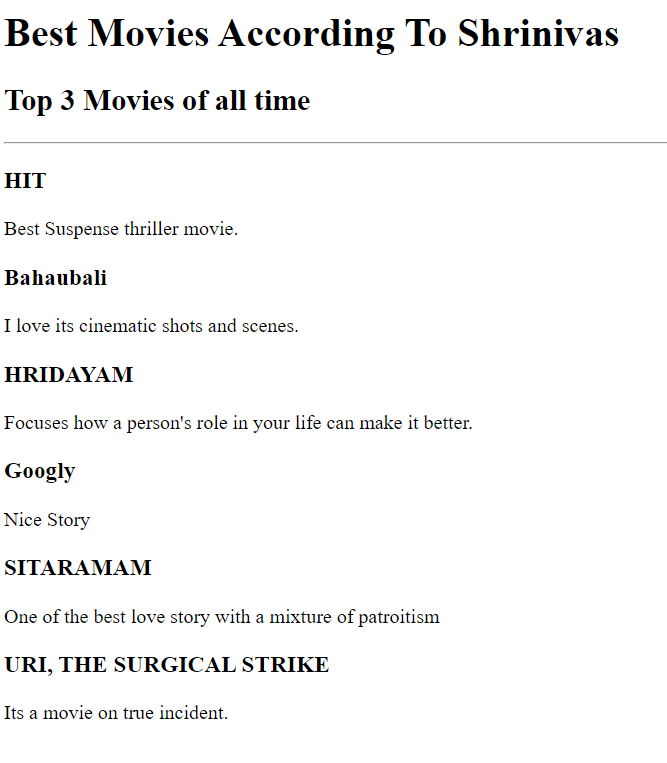 Best Movies According To Shrinivas
Top 3 Movies of all time
HIT
Best Suspense thriller movie.
Bahaubali
I love its cinematic shots and scenes.
HRIDAYAM
Focuses how a person's role in your life can make it better.
Googly
Nice Story
SITARAMAM
One of the best love story with a mixture of patroitism
URI, THE SURGICAL STRIKE
Its a movie on true incident.